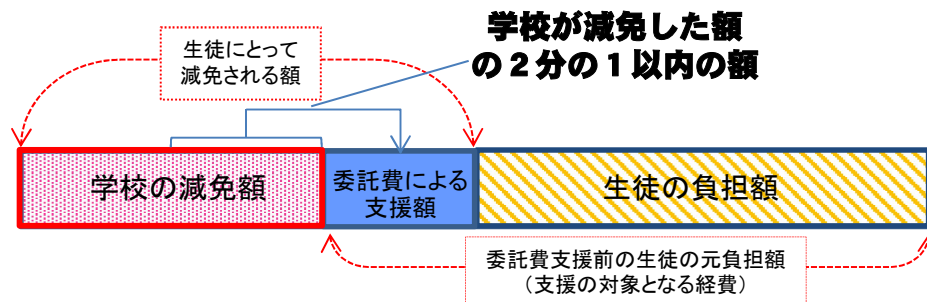 学校が減免した額
の２分の１以内の額
生徒にとって
減免される額
学校の減免額
委託費による
支援額
生徒の負担額
委託費支援前の生徒の元負担額
（支援の対象となる経費）